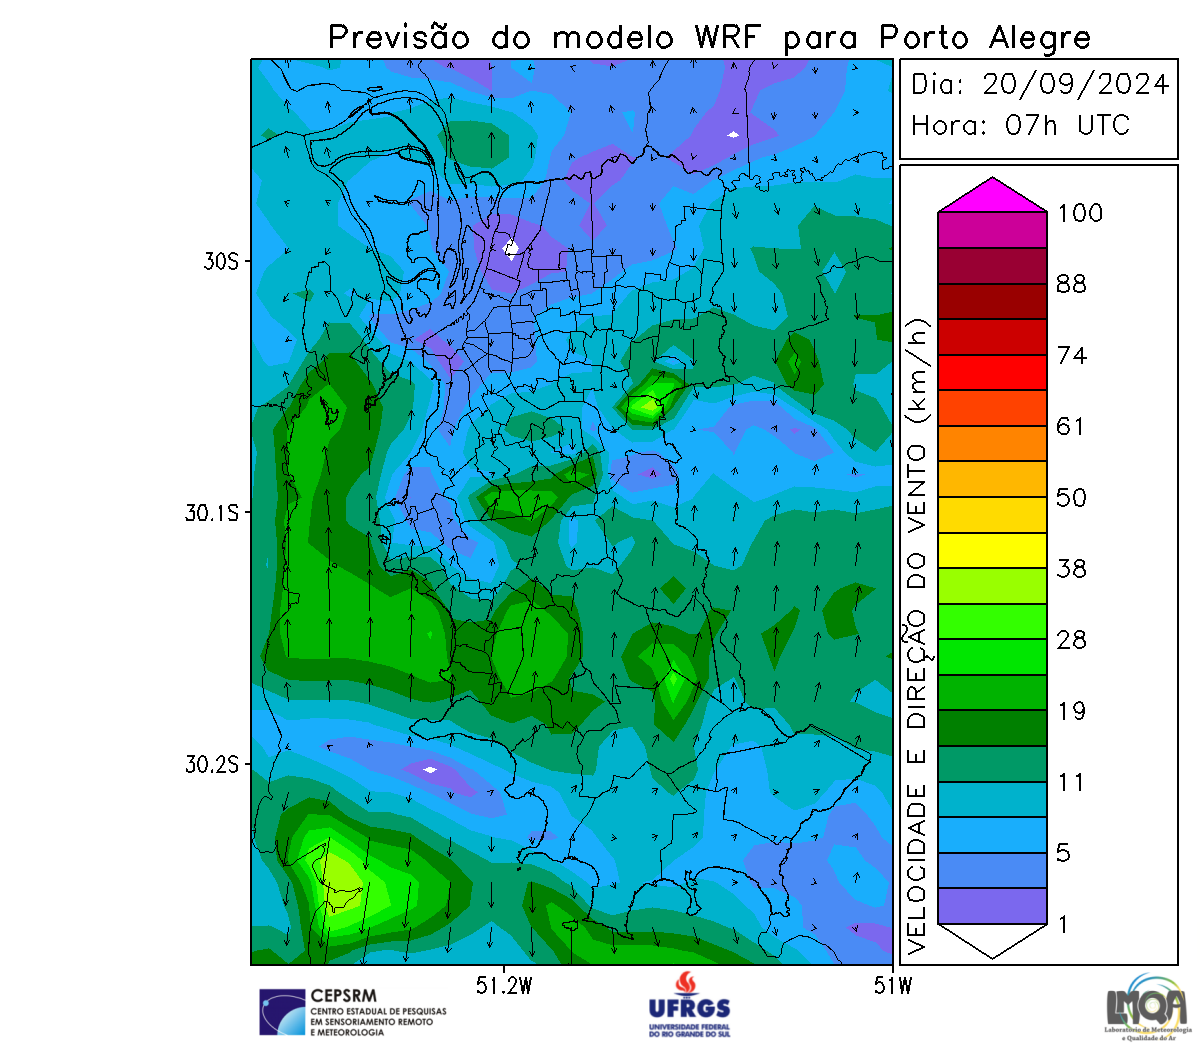 Previsão do modelo WRF para Porto Alegre
Dia: 20/09/2024
Hora: 07h UTC
30S
30.1S
30.2S
51.2W
51W
VELOCIDADE E DIREÇÃO DO VENTO (km/h)
100
88
74
61
50
38
28
19
11
5
1
CEPSRM
CENTRO ESTADUAL DE PESQUISAS
EM SENSORIAMENTO REMOTO
E METEOROLOGIA
UFRGS
UNIVERSIDADE FEDERAL
DO RIO GRANDE DO SUL
LMQA
Laboratório de Meteorologia
e Qualidade do Ar